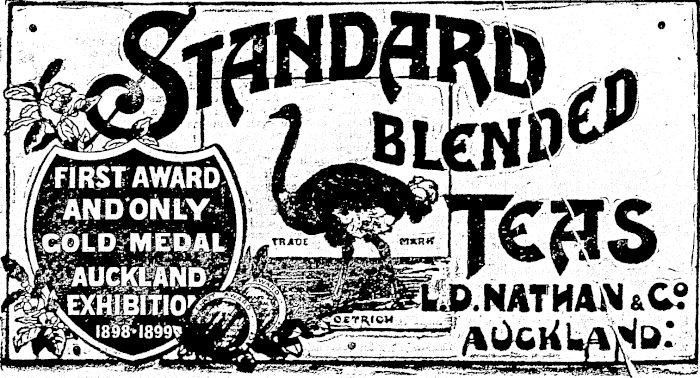 STANDARD
BLENDED
TEAS
FIRST AWARD
AND ONLY
GOLD MEDAL
AUCKLAND
EXHIBITION
1898-1899
TRADE MARK
OSTRICH
L.D. NATHAN & Co.
AUCKLAND: